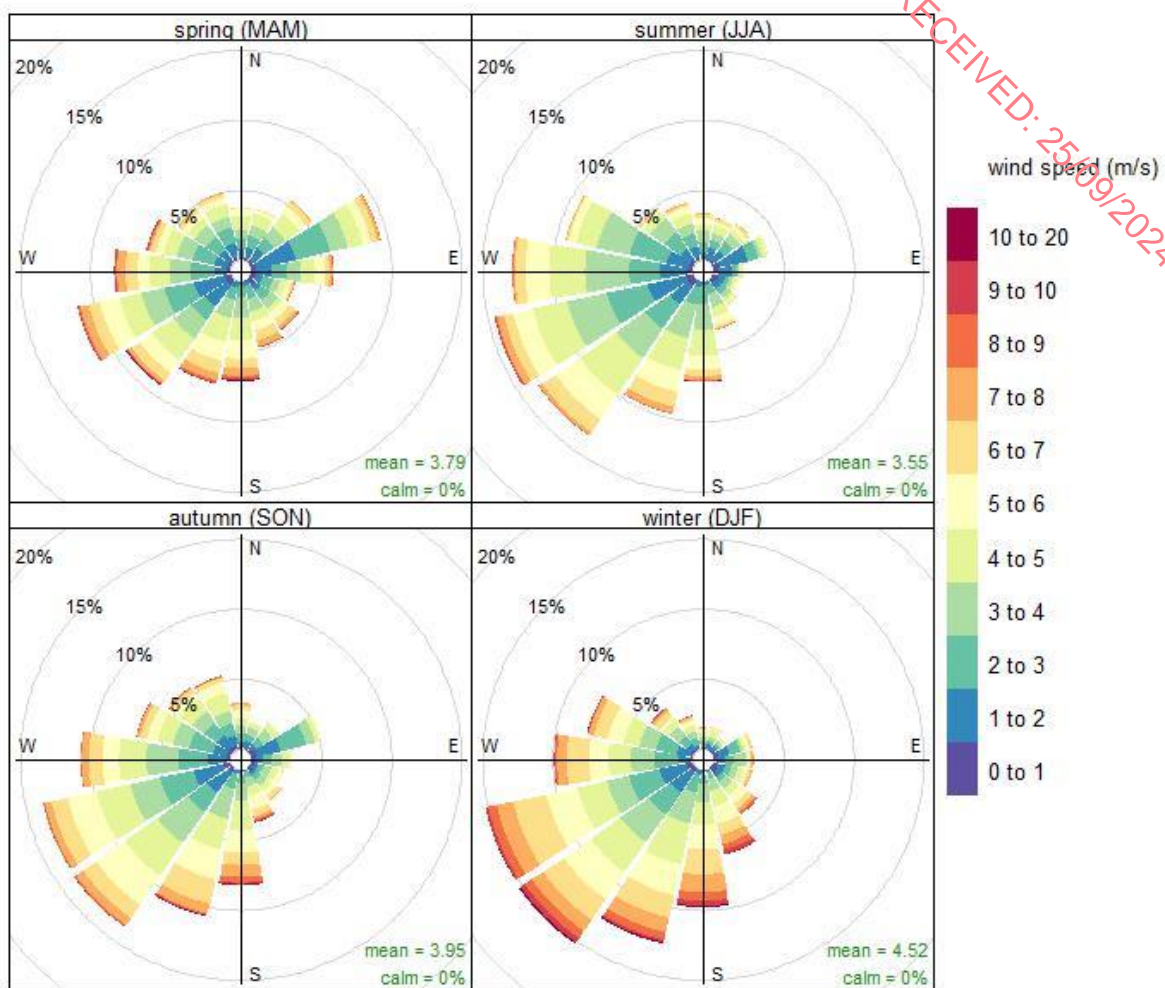 RECEIVED: 25/09/2024
spring (MAM)
summer (JJA)
20%
15%
10%
5%
N
W
E
S
mean = 3.79
calm = 0%
20%
15%
10%
5%
N
W
E
S
mean = 3.55
calm = 0%
autumn (SON)
winter (DJF)
20%
15%
10%
5%
N
W
E
S
mean = 3.95
calm = 0%
20%
15%
10%
5%
N
W
E
S
mean = 4.52
calm = 0%
wind speed (m/s)
10 to 20
9 to 10
8 to 9
7 to 8
6 to 7
5 to 6
4 to 5
3 to 4
2 to 3
1 to 2
0 to 1